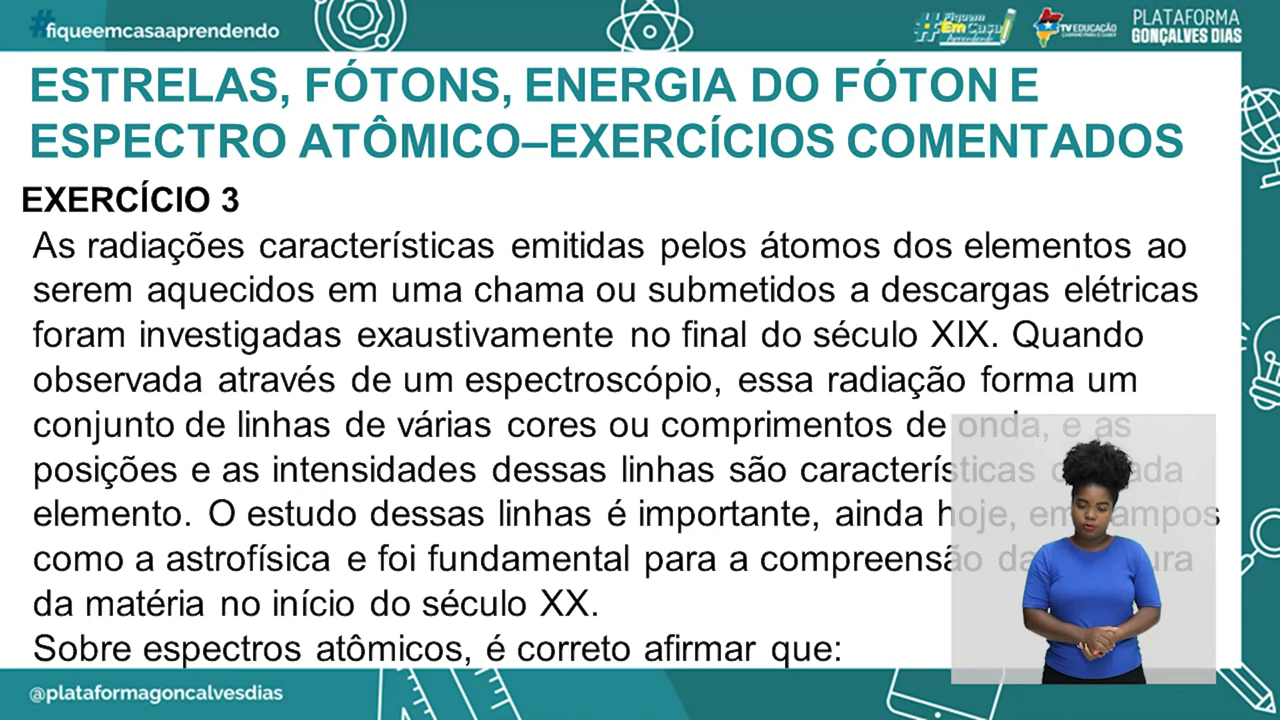 #fiqueemcasaaprendendo
#Fiquem Em Casa Aprendendo
TV EDUCAÇÃO
PLATAFORMA
GONÇALVES DIAS
ESTRELAS, FÓTONS, ENERGIA DO FÓTON E
ESPECTRO ATÔMICO–EXERCÍCIOS COMENTADOS
EXERCÍCIO 3
As radiações características emitidas pelos átomos dos elementos ao
serem aquecidos em uma chama ou submetidos a descargas elétricas
foram investigadas exaustivamente no final do século XIX. Quando
observada através de um espectroscópio, essa radiação forma um
conjunto de linhas de várias cores ou comprimentos de onda, e as
posições e as intensidades dessas linhas são características
elemento. O estudo dessas linhas é importante, ainda hoje, em campos
como a astrofísica e foi fundamental para a compreensão
da matéria no início do século XX.
Sobre espectros atômicos, é correto afirmar que:
@plataformagoncalvesdias